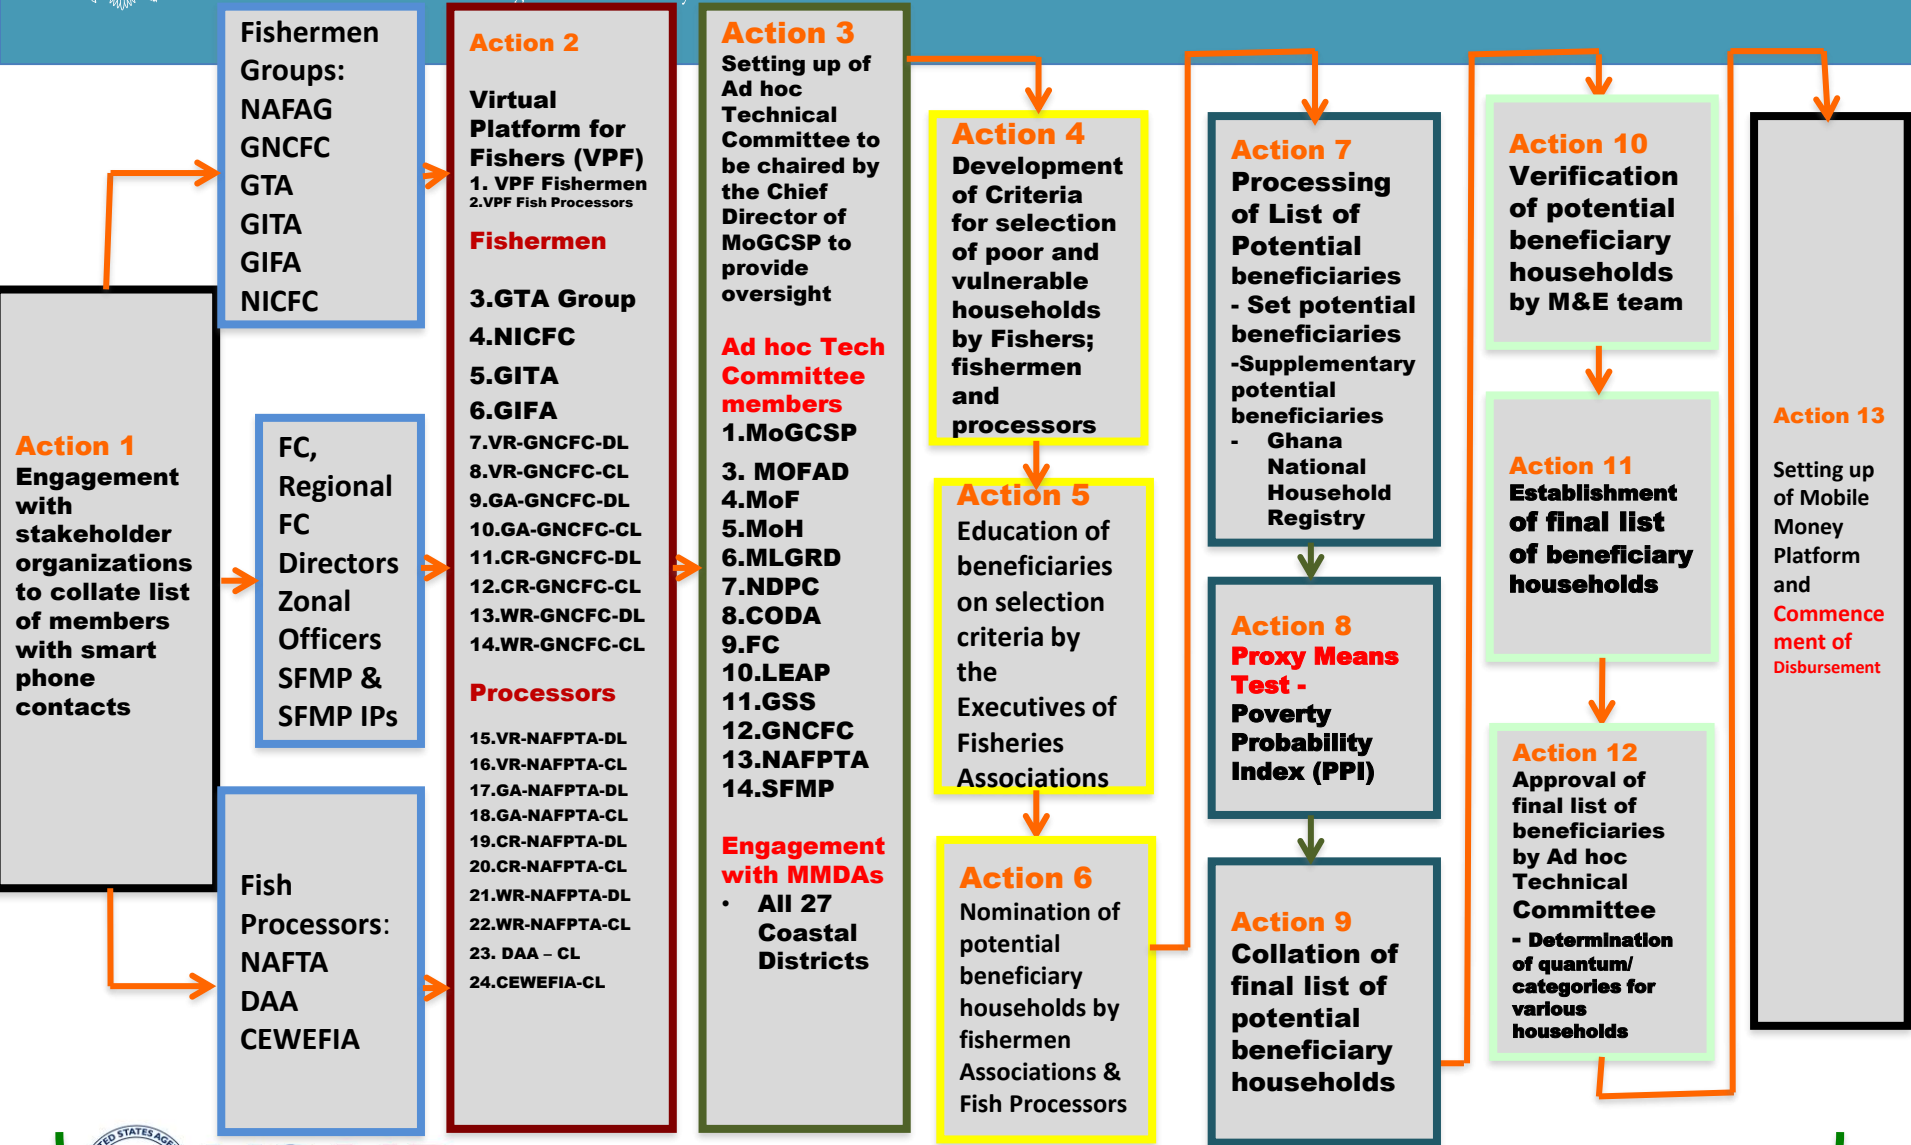 Action 1
Engagement
with
stakeholder
organizations
to collate list
of members
with smart
phone
contacts
Fishermen
Groups:
NAFAG
GNCFC
GTA
GITA
GIFA
NICFC
FC,
Regional
FC
Directors
Zonal
Officers
SFMP &
SFMP IPs
Fish
Processors:
NAFTA
DAA
CEWEFIA
Action 2
Virtual
Platform for
Fishers (VPF)
1. VPF Fishermen
2.VPF Fish Processors
Fishermen
3.GTA Group
4.NICFC
5.GITA
6.GIFA
7.VR-GNCFC-DL
8.VR-GNCFC-CL
9.GA-GNCFC-DL
10.GA-GNCFC-CL
11.CR-GNCFC-DL
12.CR-GNCFC-CL
13.WR-GNCFC-DL
14.WR-GNCFC-CL
Processors
15.VR-NAFPTA-DL
16.VR-NAFPTA-CL
17.GA-NAFPTA-DL
18.GA-NAFPTA-CL
19.CR-NAFPTA-DL
20.CR-NAFPTA-CL
21.WR-NAFPTA-DL
22.WR-NAFPTA-CL
23. DAA – CL
24.CEWEFIA-CL
Action 3
Setting up of
Ad hoc
Technical
Committee to
be chaired by
the Chief
Director of
MoGCSP to
provide
oversight
Ad hoc Tech
Committee
members
1.MoGCSP
3. MOFAD
4.MoF
5.MoH
6.MLGRD
7.NDPC
8.CODA
9.FC
10.LEAP
11.GSS
12.GNCFC
13.NAFPTA
14.SFMP
Engagement
with MMDAs
• All 27
Coastal
Districts
Action 4
Development
of Criteria
for selection
of poor and
vulnerable
households
by Fishers;
fishermen
and
processors
Action 5
Education of
beneficiaries
on selection
criteria by
the
Executives of
Fisheries
Associations
Action 6
Nomination of
potential
beneficiary
households by
fishermen
Associations &
Fish Processors
Action 7
Processing
of List of
Potential
beneficiaries
- Set potential
beneficiaries
-Supplementary
potential
beneficiaries
- Ghana
National
Household
Registry
Action 8
Proxy Means
Test -
Poverty
Probability
Index (PPI)
Action 9
Collation of
final list of
potential
beneficiary
households
Action 10
Verification
of potential
beneficiary
households
by M&E team
Action 11
Establishment
of final list
of beneficiary
households
Action 12
Approval of
final list of
beneficiaries
by Ad hoc
Technical
Committee
- Determination
of quantum/
categories for
various
households
Action 13
Setting up
of Mobile
Money
Platform
and
Commence
ment of
Disbursement